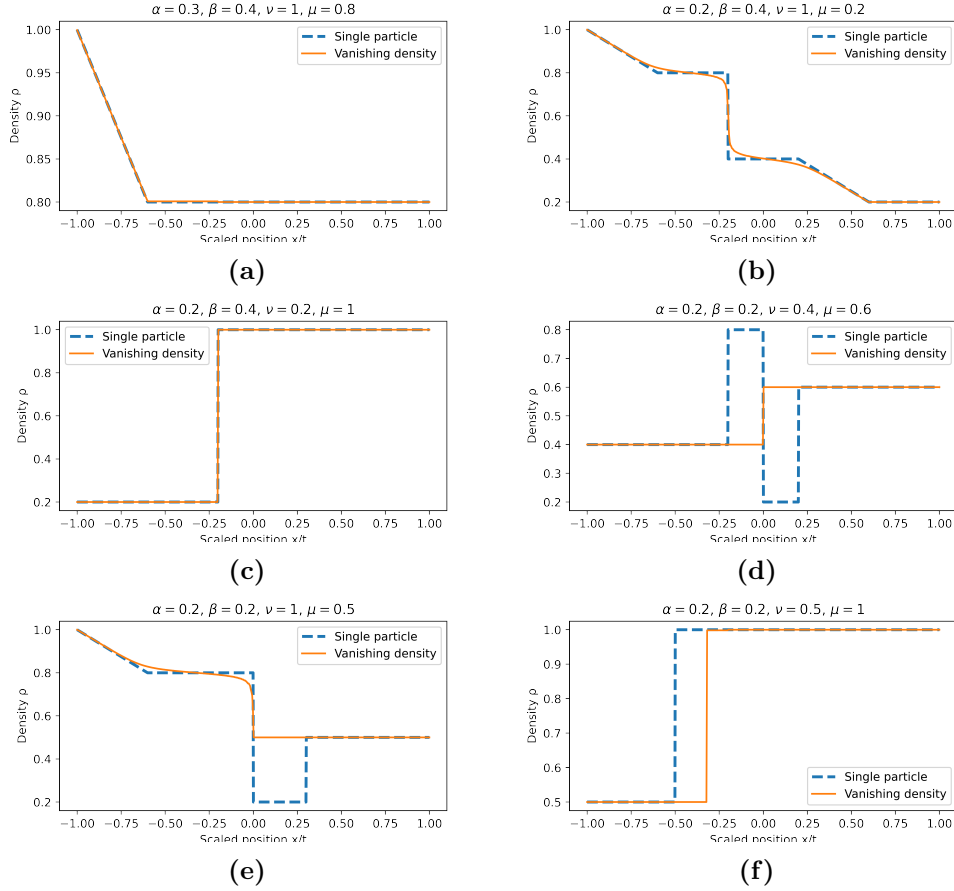 α = 0.3, β = 0.4, ν = 1, μ = 0.8
Density ρ
1.00
0.95
0.90
0.85
0.80
Single particle
Vanishing density
−1.00 −0.75 −0.50 −0.25 0.00 0.25 0.50 0.75 1.00
Scaled position x/t
(a)
α = 0.2, β = 0.4, ν = 1, μ = 0.2
Density ρ
1.0
0.8
0.6
0.4
0.2
Single particle
Vanishing density
−1.00 −0.75 −0.50 −0.25 0.00 0.25 0.50 0.75 1.00
Scaled position x/t
(b)
α = 0.2, β = 0.4, ν = 0.2, μ = 1
Density ρ
1.0
0.8
0.6
0.4
0.2
Single particle
Vanishing density
−1.00 −0.75 −0.50 −0.25 0.00 0.25 0.50 0.75 1.00
Scaled position x/t
(c)
α = 0.2, β = 0.2, ν = 0.4, μ = 0.6
Density ρ
0.8
0.7
0.6
0.5
0.4
0.3
0.2
Single particle
Vanishing density
−1.00 −0.75 −0.50 −0.25 0.00 0.25 0.50 0.75 1.00
Scaled position x/t
(d)
α = 0.2, β = 0.2, ν = 1, μ = 0.5
Density ρ
1.0
0.8
0.6
0.4
0.2
Single particle
Vanishing density
−1.00 −0.75 −0.50 −0.25 0.00 0.25 0.50 0.75 1.00
Scaled position x/t
(e)
α = 0.2, β = 0.2, ν = 0.5, μ = 1
Density ρ
1.0
0.9
0.8
0.7
0.6
0.5
Single particle
Vanishing density
−1.00 −0.75 −0.50 −0.25 0.00 0.25 0.50 0.75 1.00
Scaled position x/t
(f)